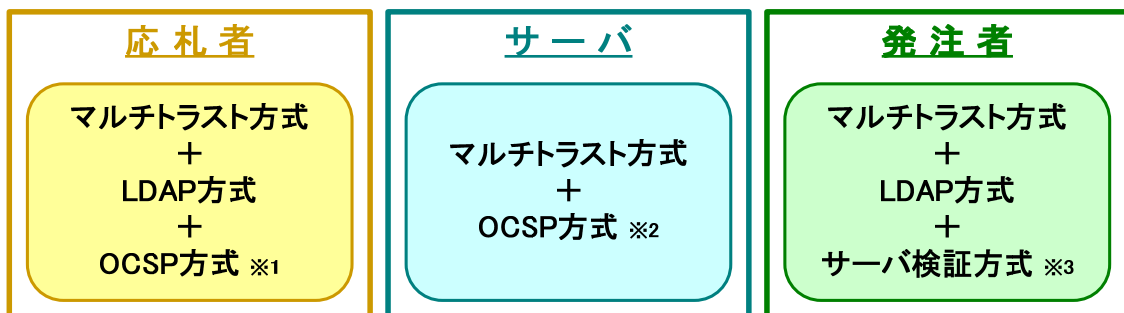 応札者
マルチトラスト方式
+
LDAP方式
+
OCSP方式 ※1
サーバ
マルチトラスト方式
+
OCSP方式 ※2
発注者
マルチトラスト方式
+
LDAP方式
+
サーバ検証方式 ※3